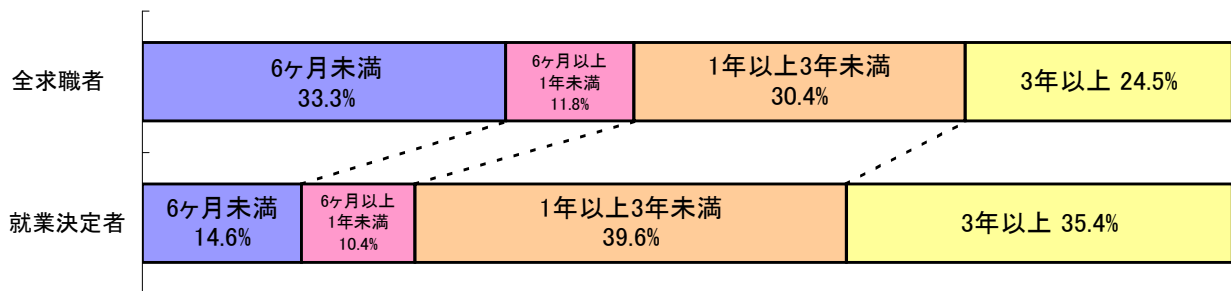 全求職者
6ヶ月未満
33.3%
6ヶ月以上
1年未満
11.8%
1年以上3年未満
30.4%
3年以上 24.5%
就業決定者
6ヶ月未満
14.6%
6ヶ月以上
1年未満
10.4%
1年以上3年未満
39.6%
3年以上 35.4%